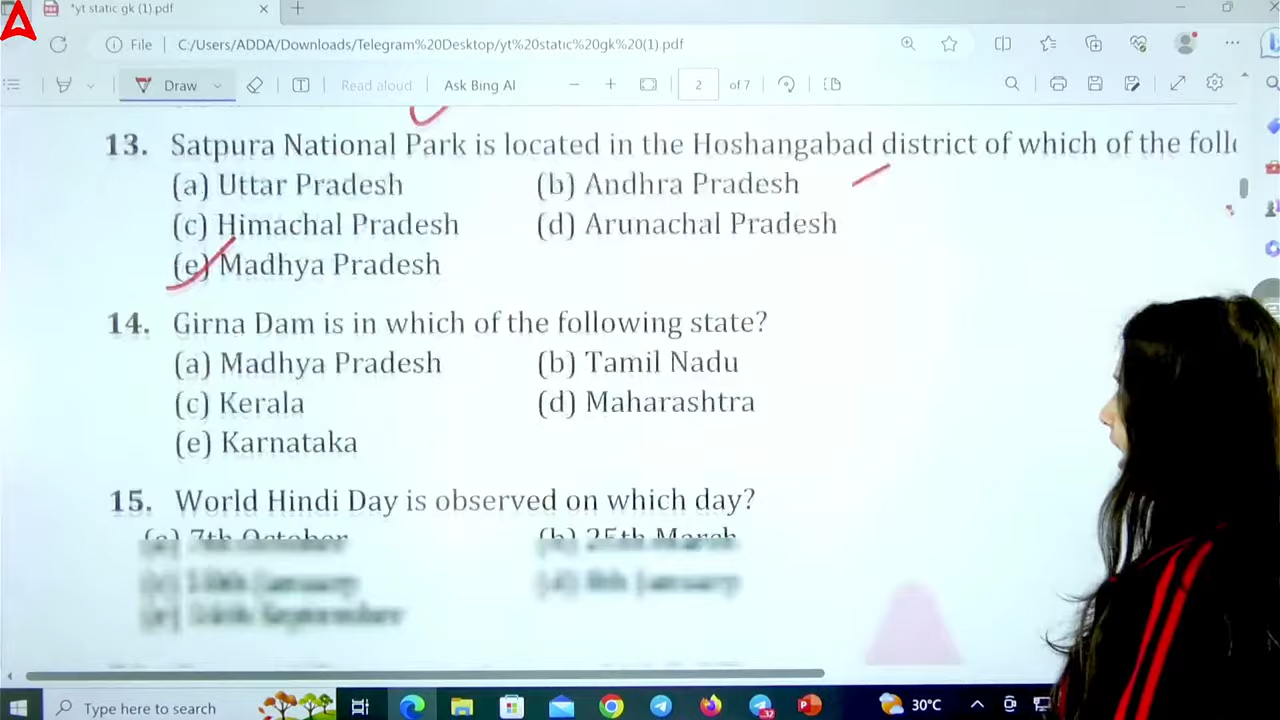 *yt static gk (1).pdf
File C:/Users/ADDA/Downloads/Telegram%20Desktop/yt%20static%20gk%20(1).pdf
Draw Read aloud Ask Bing AI 2 of 7
13. Satpura National Park is located in the Hoshangabad district of which of the foll
(a) Uttar Pradesh (b) Andhra Pradesh
(c) Himachal Pradesh (d) Arunachal Pradesh
(e) Madhya Pradesh
14. Girna Dam is in which of the following state?
(a) Madhya Pradesh (b) Tamil Nadu
(c) Kerala (d) Maharashtra
(e) Karnataka
15. World Hindi Day is observed on which day?
(a) 7th October (b) 25th March
Type here to search 30°C